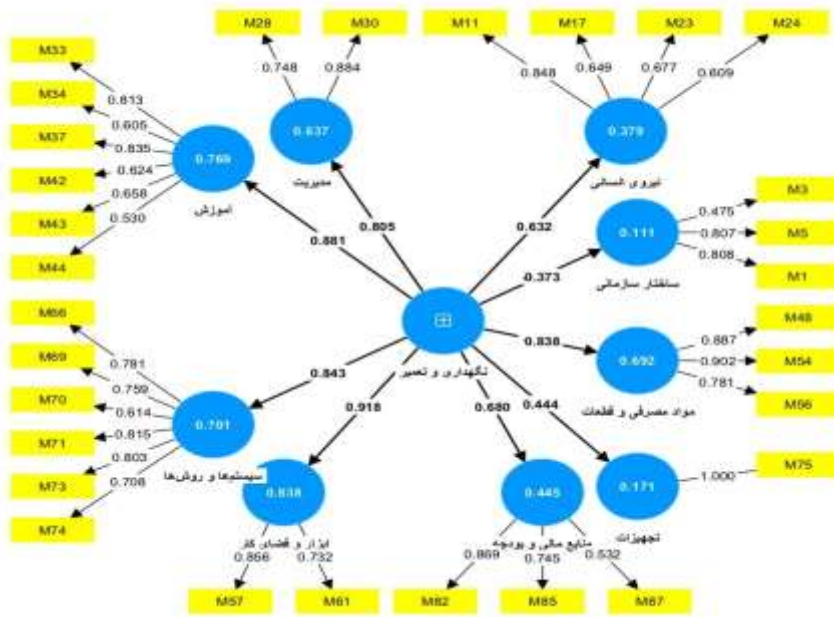 M28
M30
M11
M17
M23
M24
M33
M34
M37
M42
M43
M44
0.748
0.884
0.848
0.649
0.677
0.609
0.813
0.605
0.835
0.624
0.658
0.530
0.769
آموزش
0.637
مدیریت
0.379
نیروی انسانی
M3
M5
M1
0.475
0.807
0.808
0.111
ساختار سازمانی
0.881
0.805
0.632
0.373
0.838
0.843
0.918
0.680
0.444
نگهداری و تعمیر
M48
M54
M56
0.887
0.902
0.781
0.692
مواد مصرفی و قطعات
M66
M69
M70
M71
M73
M74
0.781
0.759
0.614
0.815
0.803
0.708
0.701
سیستم‌ها و روش‌ها
0.838
ابزار و فضای کار
0.856
0.732
M57
M61
0.445
منابع مالی و بودجه
0.869
0.745
0.532
M82
M85
M87
0.171
تجهیزات
1.000
M75